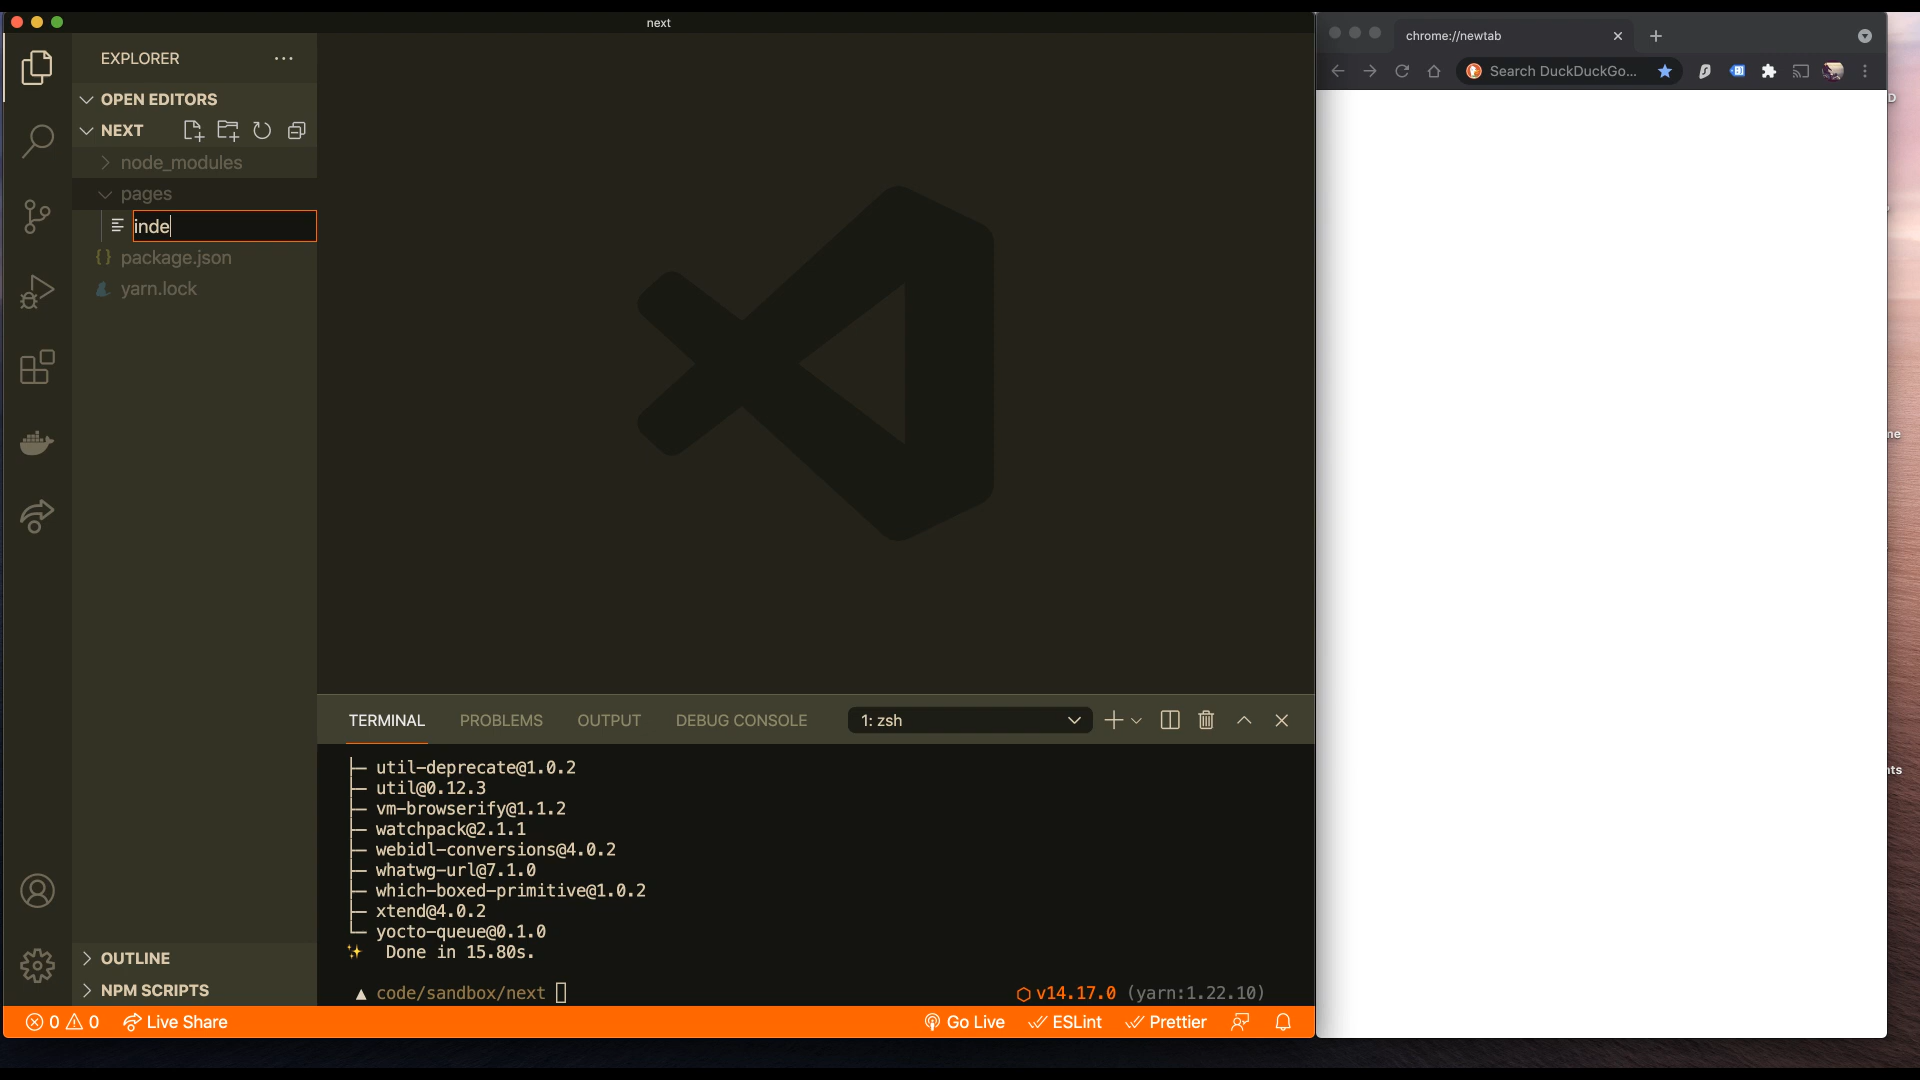 next
EXPLORER
OPEN EDITORS
NEXT
node_modules
pages
inde
package.json
yarn.lock
OUTLINE
NPM SCRIPTS
TERMINAL PROBLEMS OUTPUT DEBUG CONSOLE 1: zsh
├─ util-deprecate@1.0.2
├─ util@0.12.3
├─ vm-browserify@1.1.2
├─ watchpack@2.1.1
├─ webidl-conversions@4.0.2
├─ whatwg-url@7.1.0
├─ which-boxed-primitive@1.0.2
├─ xtend@4.0.2
└─ yocto-queue@0.1.0
✨ Done in 15.80s.
▲ code/sandbox/next v14.17.0 (yarn:1.22.10)
0 0 Live Share Go Live ESLint Prettier
chrome://newtab
Search DuckDuckGo...
D
me
nts